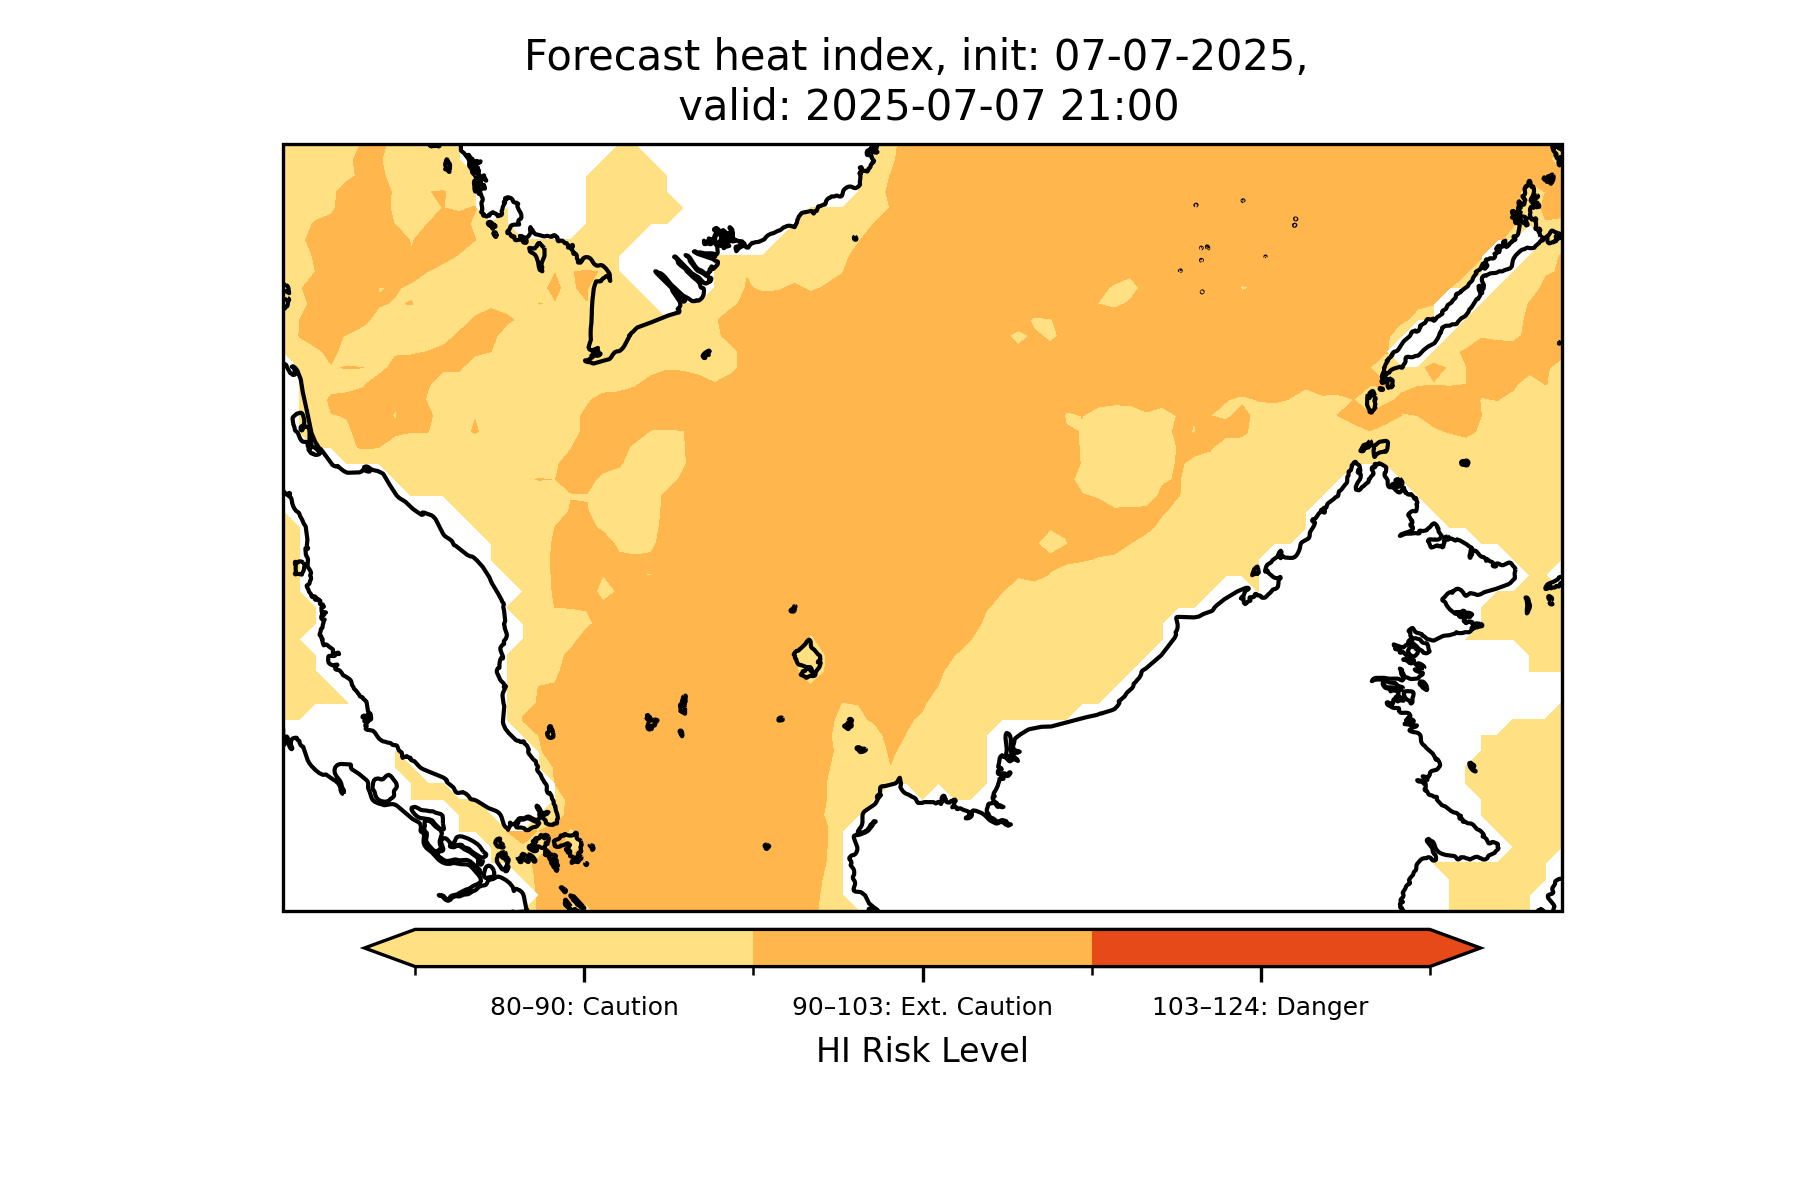 Forecast heat index, init: 07-07-2025,
valid: 2025-07-07 21:00
80–90: Caution
90–103: Ext. Caution
103–124: Danger
HI Risk Level